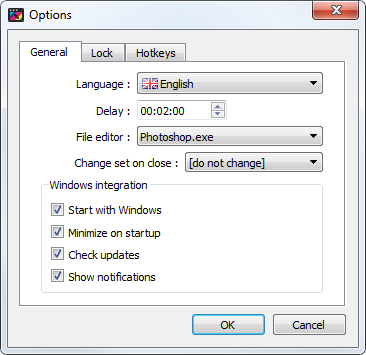 Options
General Lock Hotkeys
Language : English
Delay : 00:02:00
File editor : Photoshop.exe
Change set on close : [do not change]
Windows integration
Start with Windows
Minimize on startup
Check updates
Show notifications
OK Cancel